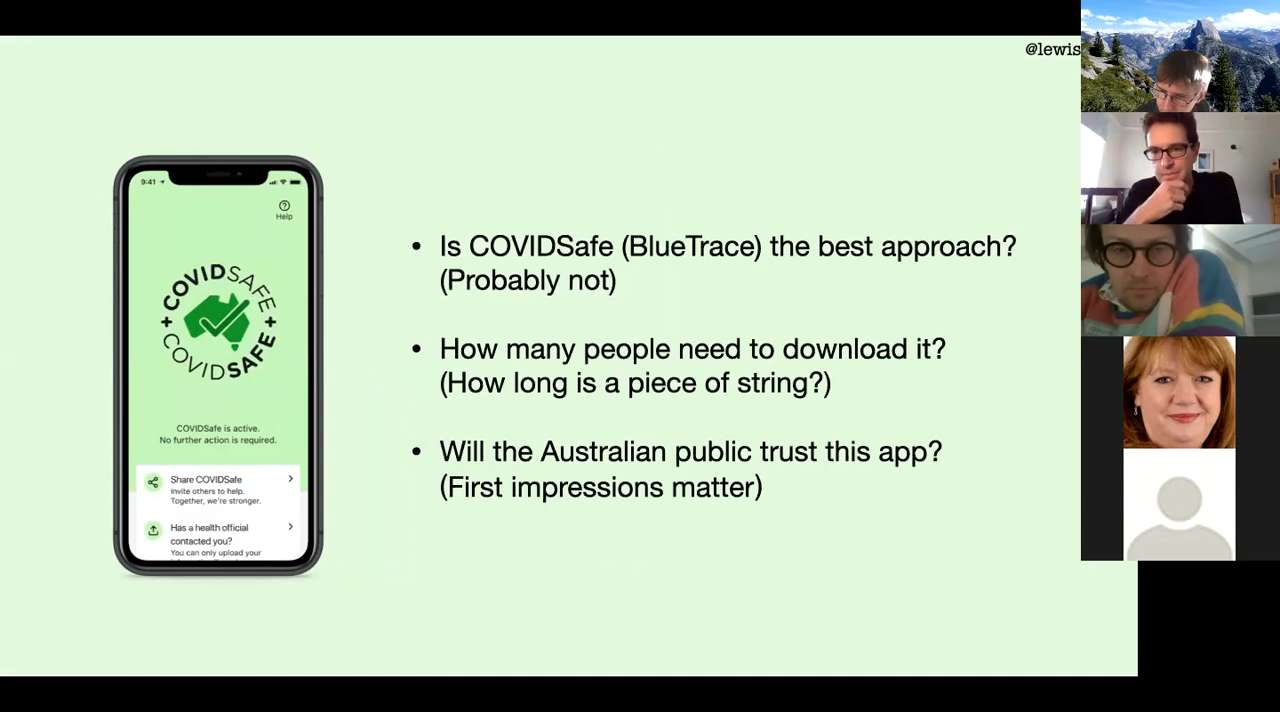 @lewis
9:41
Help
COVIDSAFE
COVIDSAFE
COVIDSafe is active.
No further action is required.
Share COVIDSafe
Invite others to help.
Together, we're stronger.
Has a health official
contacted you?
You can only upload your
• Is COVIDSafe (BlueTrace) the best approach?
(Probably not)
• How many people need to download it?
(How long is a piece of string?)
• Will the Australian public trust this app?
(First impressions matter)